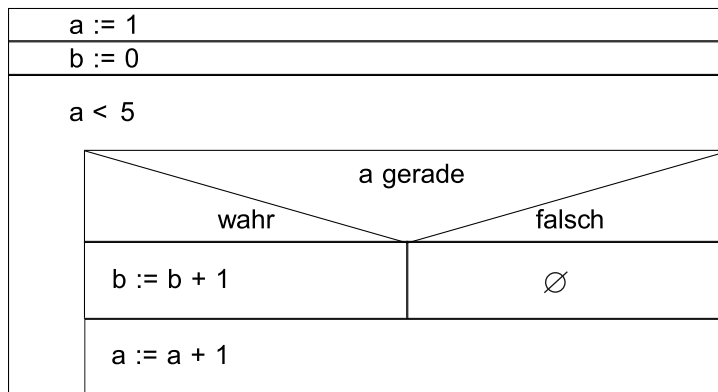 a := 1
b := 0
a < 5
a gerade
wahr falsch
b := b + 1 ∅
a := a + 1